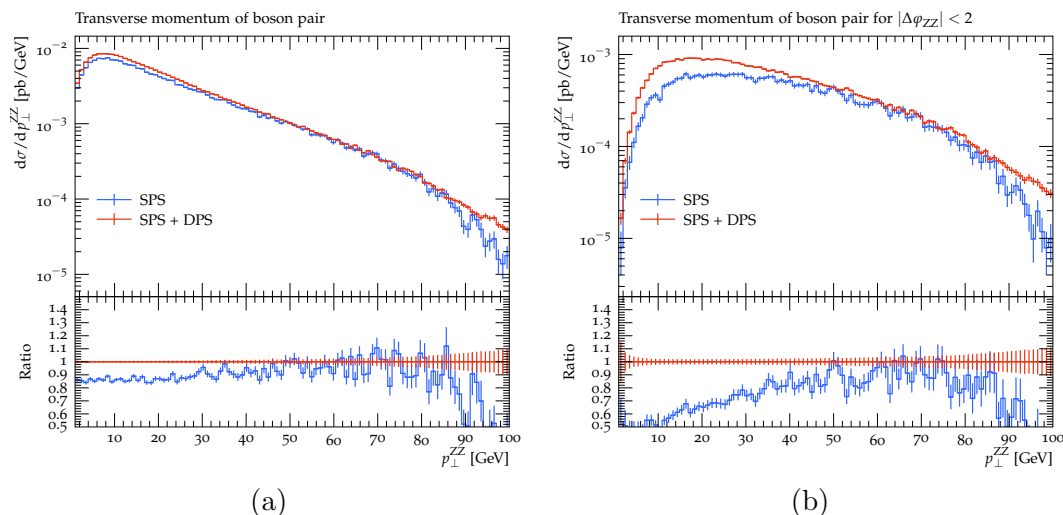 Transverse momentum of boson pair
dσ/dp⊥^ZZ [pb/GeV]
10⁻²
10⁻³
10⁻⁴
10⁻⁵
SPS
SPS + DPS
Ratio
1.4
1.3
1.2
1.1
1
0.9
0.8
0.7
0.6
0.5
10 20 30 40 50 60 70 80 90 100
p⊥^ZZ [GeV]
(a)
Transverse momentum of boson pair for |Δφ_ZZ| < 2
dσ/dp⊥^ZZ [pb/GeV]
10⁻³
10⁻⁴
10⁻⁵
SPS
SPS + DPS
Ratio
1.4
1.3
1.2
1.1
1
0.9
0.8
0.7
0.6
0.5
10 20 30 40 50 60 70 80 90 100
p⊥^ZZ [GeV]
(b)